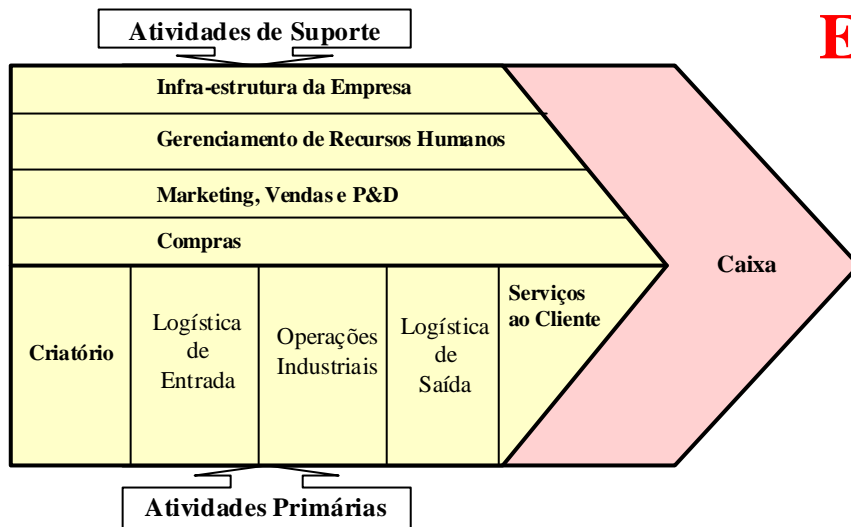 Atividades de Suporte
E
Infra-estrutura da Empresa
Gerenciamento de Recursos Humanos
Marketing, Vendas e P&D
Compras
Caixa
Criatório
Logística
de
Entrada
Operações
Industriais
Logística
de
Saída
Serviços
ao Cliente
Atividades Primárias